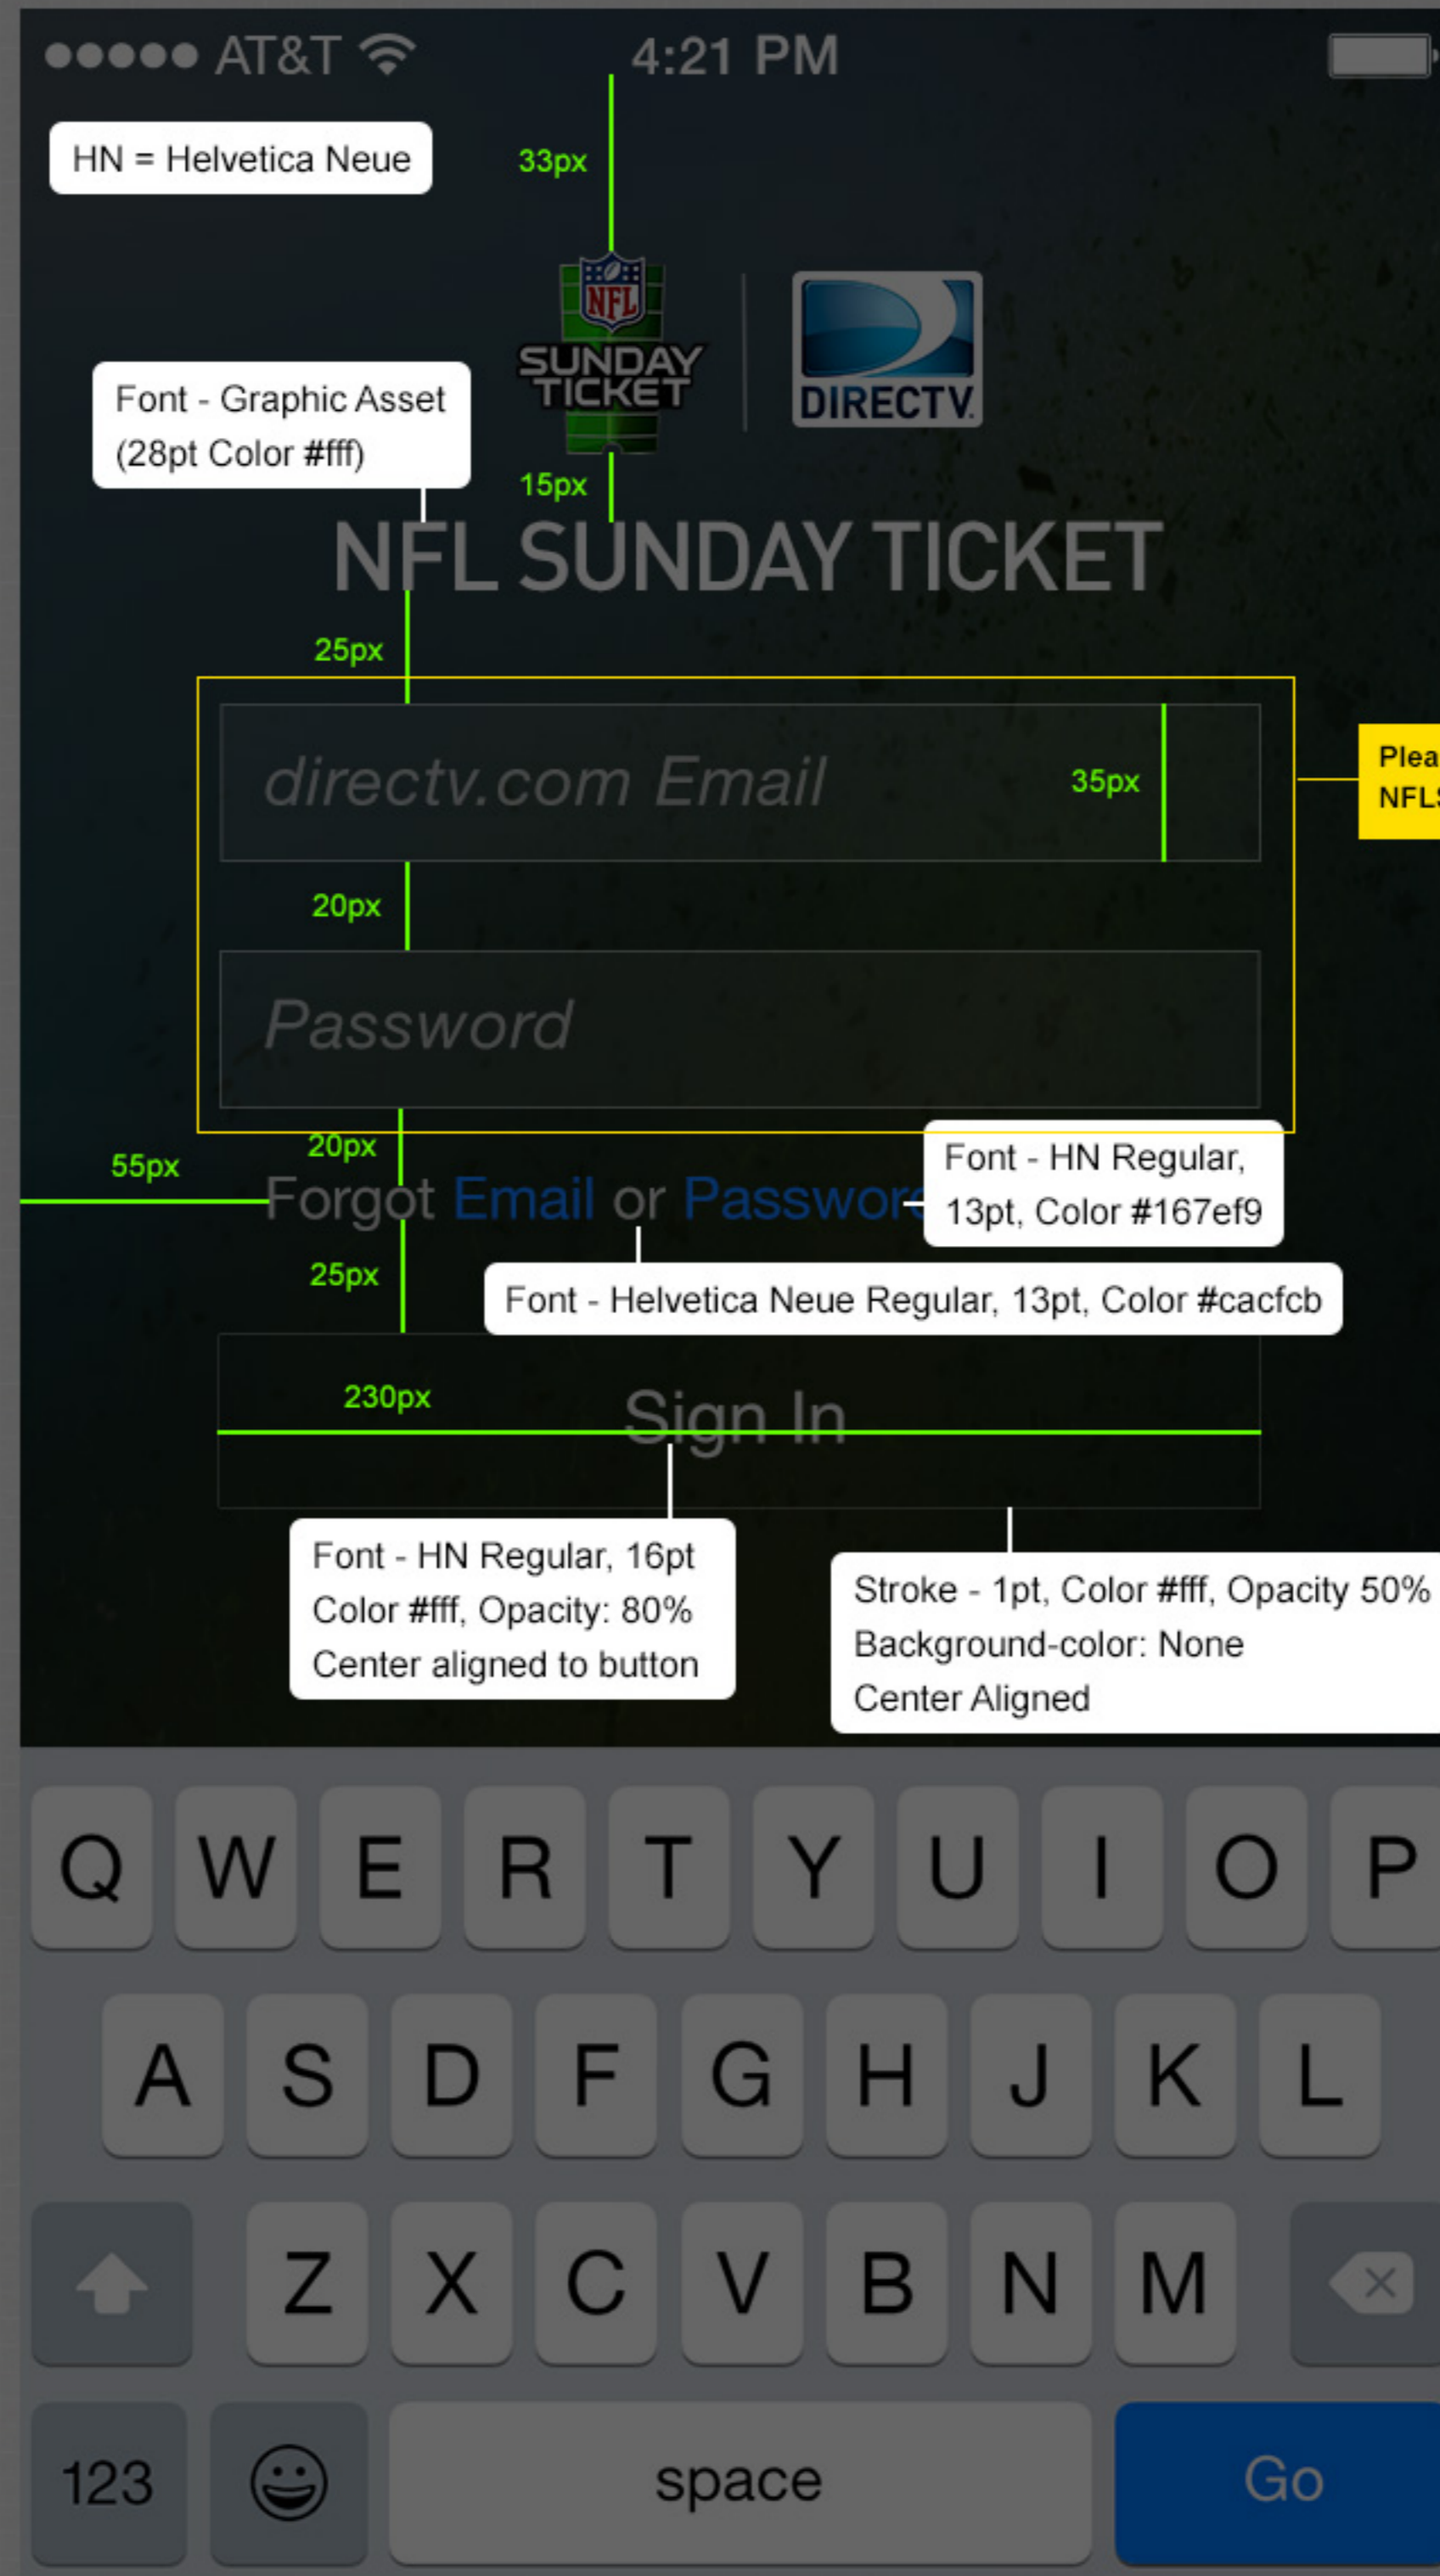 AT&T 4:21 PM
HN = Helvetica Neue
33px
NFL
SUNDAY
TICKET
DIRECTV
Font - Graphic Asset
(28pt Color #fff)
15px
NFL SUNDAY TICKET
25px
directv.com Email
35px
20px
Password
20px
55px
Forgot Email or Password
Font - HN Regular,
13pt, Color #167ef9
25px
Font - Helvetica Neue Regular, 13pt, Color #cacfcb
230px
Sign In
Font - HN Regular, 16pt
Color #fff, Opacity: 80%
Center aligned to button
Stroke - 1pt, Color #fff, Opacity 50%
Background-color: None
Center Aligned
Q W E R T Y U I O P
A S D F G H J K L
Z X C V B N M
123 space Go